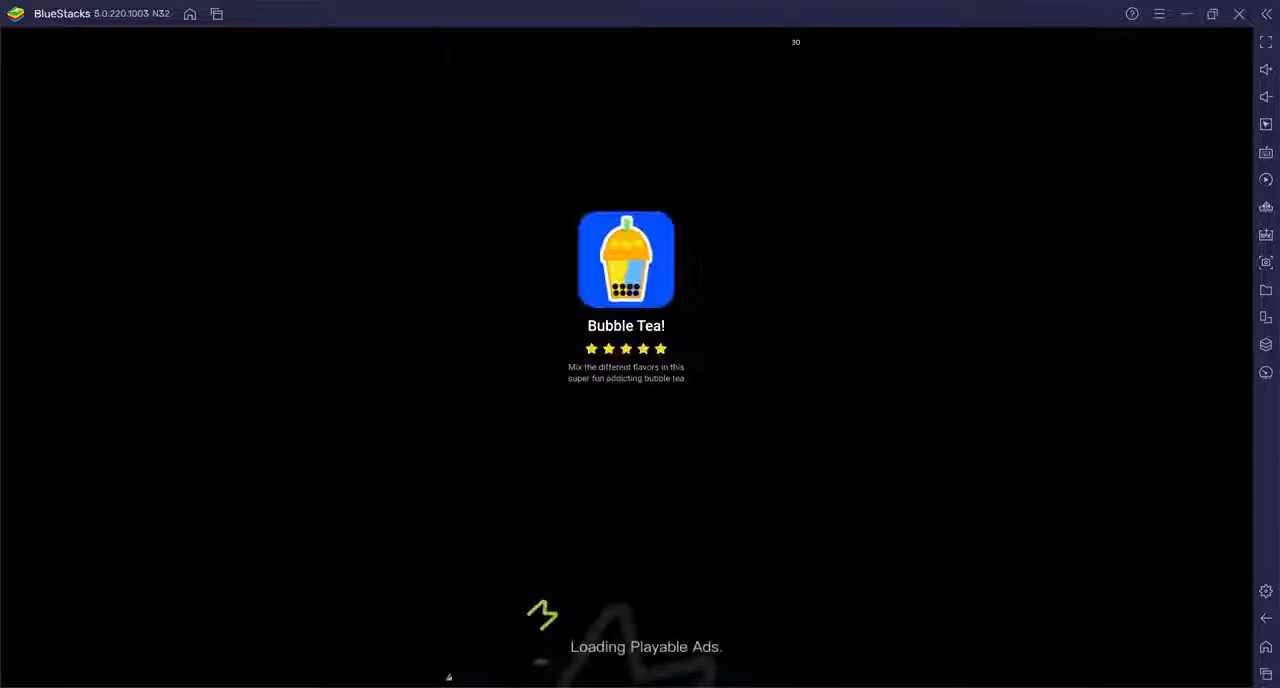 BlueStacks 5.0.220.1003 N32
30
Bubble Tea!
Mix the different flavors in this
super fun addicting bubble tea.
Loading Playable Ads.